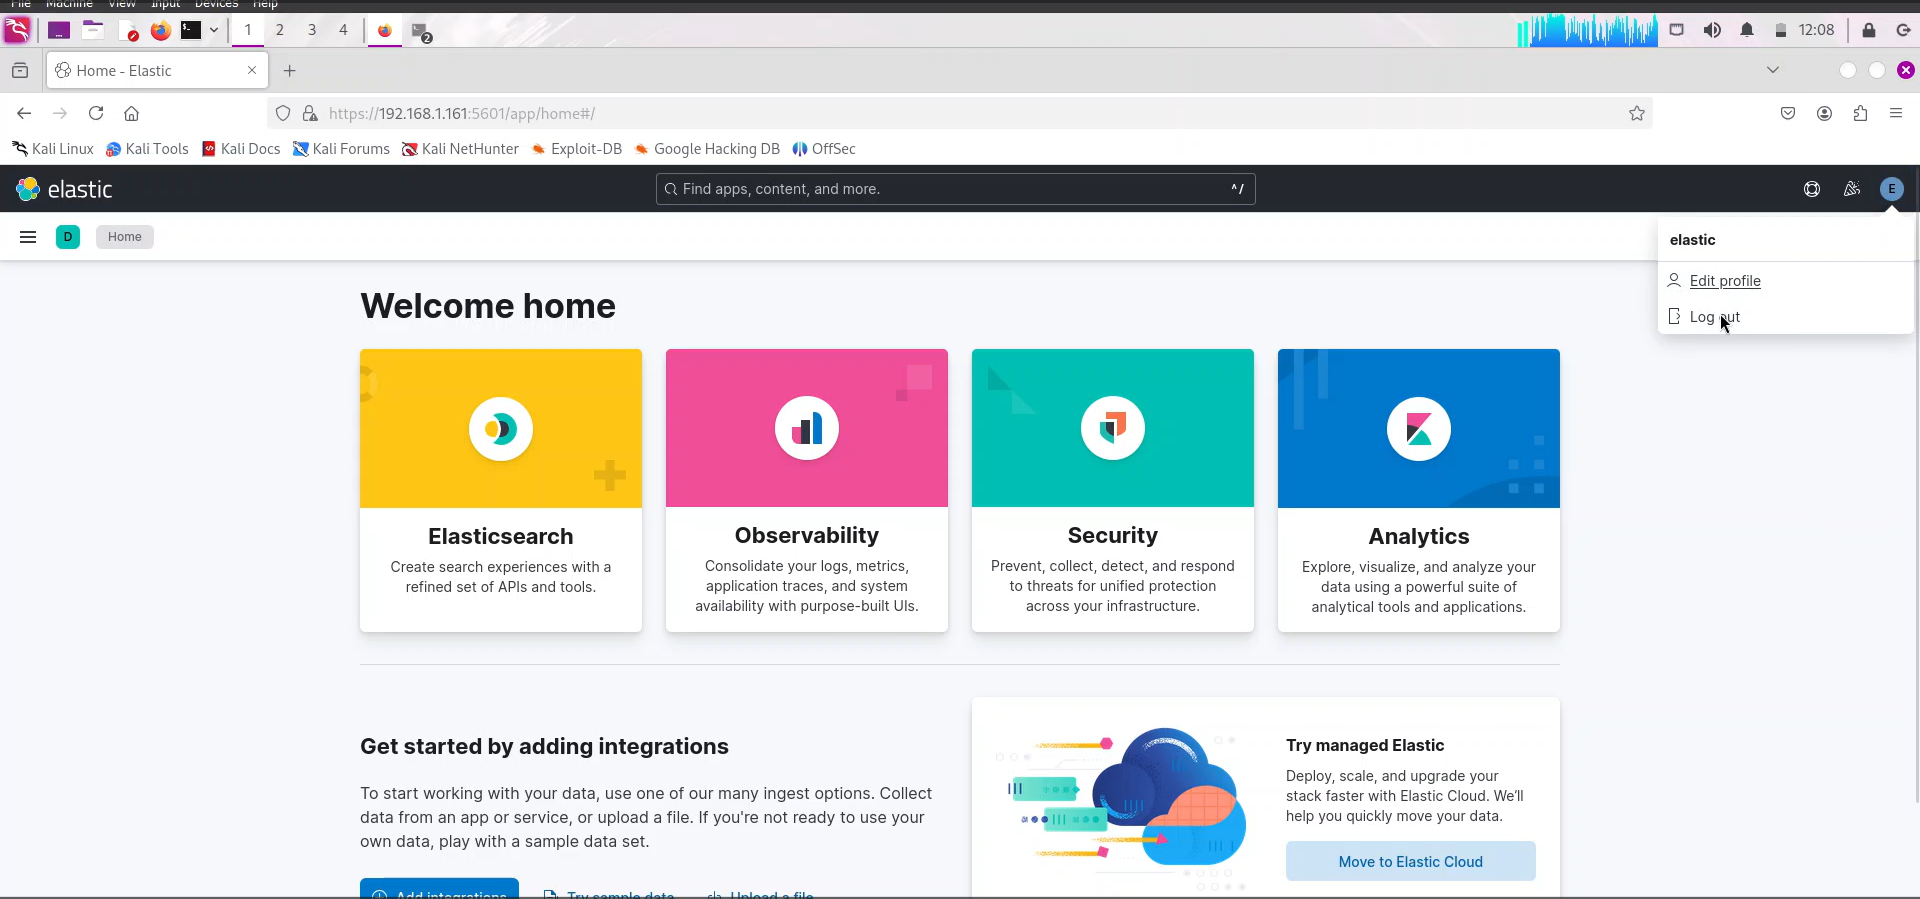 File Machine View Input Devices Help
1 2 3 4 2 12:08
Home - Elastic
https://192.168.1.161:5601/app/home#/
Kali Linux Kali Tools Kali Docs Kali Forums Kali NetHunter Exploit-DB Google Hacking DB OffSec
elastic Find apps, content, and more. ^/ E
D Home
elastic
Edit profile
Log out
Welcome home
Elasticsearch
Create search experiences with a
refined set of APIs and tools.
Observability
Consolidate your logs, metrics,
application traces, and system
availability with purpose-built UIs.
Security
Prevent, collect, detect, and respond
to threats for unified protection
across your infrastructure.
Analytics
Explore, visualize, and analyze your
data using a powerful suite of
analytical tools and applications.
Get started by adding integrations
To start working with your data, use one of our many ingest options. Collect
data from an app or service, or upload a file. If you're not ready to use your
own data, play with a sample data set.
Add integrations Try sample data Upload a file
Try managed Elastic
Deploy, scale, and upgrade your
stack faster with Elastic Cloud. We'll
help you quickly move your data.
Move to Elastic Cloud